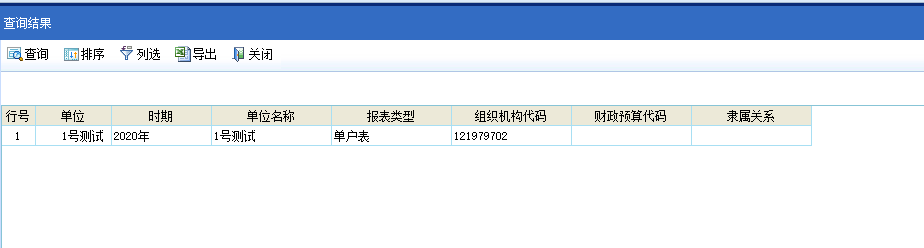 查询结果
查询 排序 列选 导出 关闭
行号 单位 时期 单位名称 报表类型 组织机构代码 财政预算代码 隶属关系
1 1号测试 2020年 1号测试 单户表 121979702